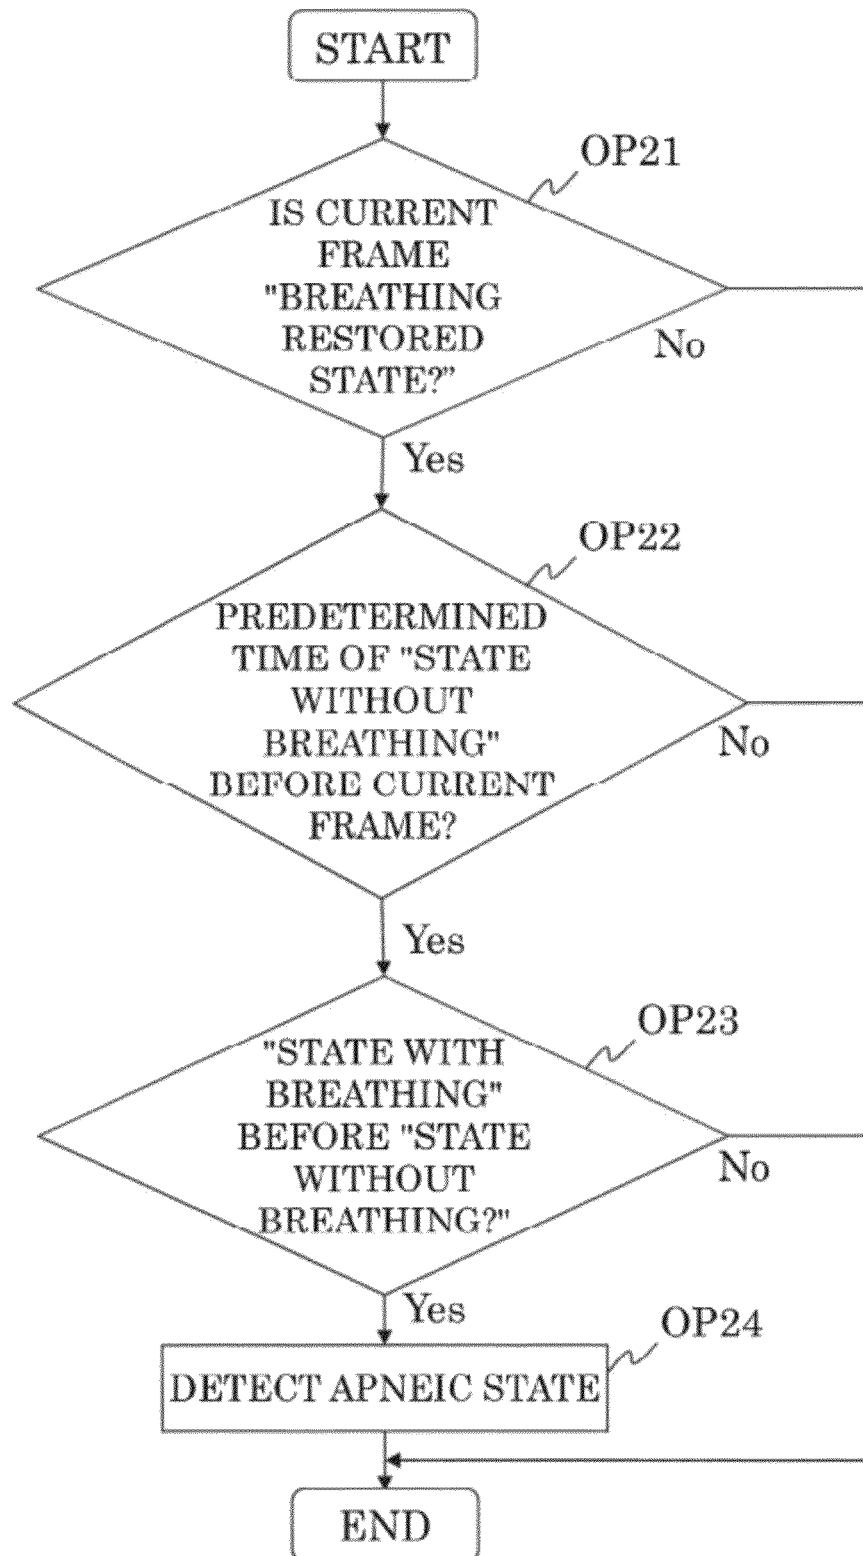 START
OP21
IS CURRENT
FRAME
"BREATHING
RESTORED
STATE?"
No
Yes
OP22
PREDETERMINED
TIME OF "STATE
WITHOUT
BREATHING"
BEFORE CURRENT
FRAME?
No
Yes
OP23
"STATE WITH
BREATHING"
BEFORE "STATE
WITHOUT
BREATHING?"
No
Yes
OP24
DETECT APNEIC STATE
END